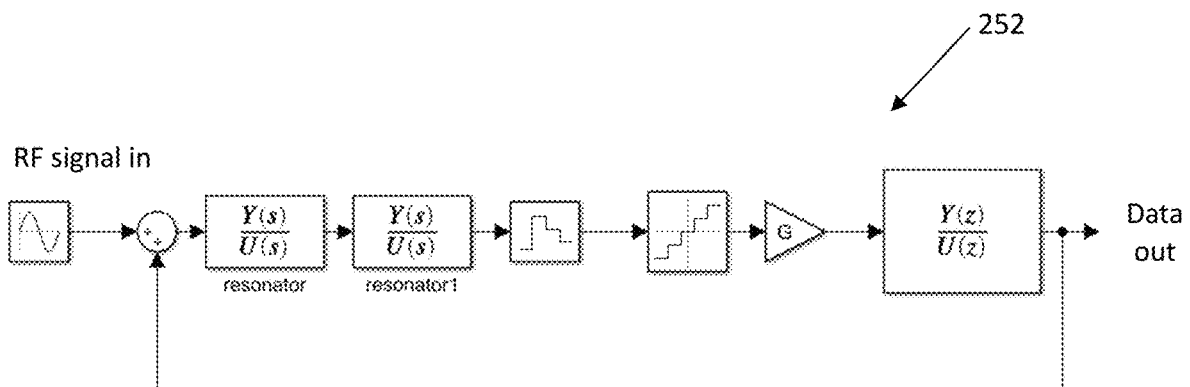 252
RF signal in
+
+
Y(s)
U(s)
resonator
Y(s)
U(s)
resonator1
G
Y(z)
U(z)
Data
out